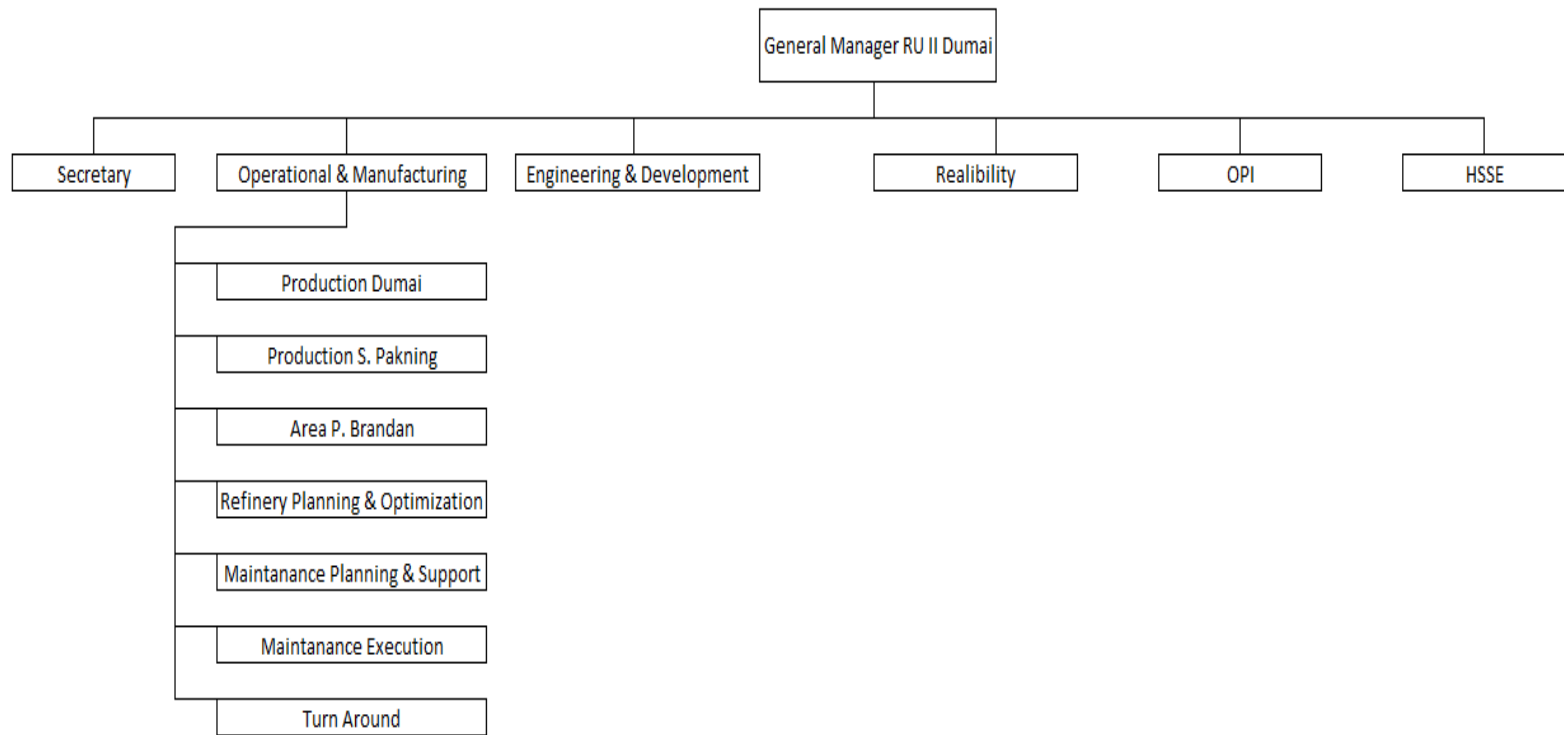 General Manager RU II Dumai
Secretary
Operational & Manufacturing
Engineering & Development
Realibility
OPI
HSSE
Production Dumai
Production S. Pakning
Area P. Brandan
Refinery Planning & Optimization
Maintanance Planning & Support
Maintanance Execution
Turn Around